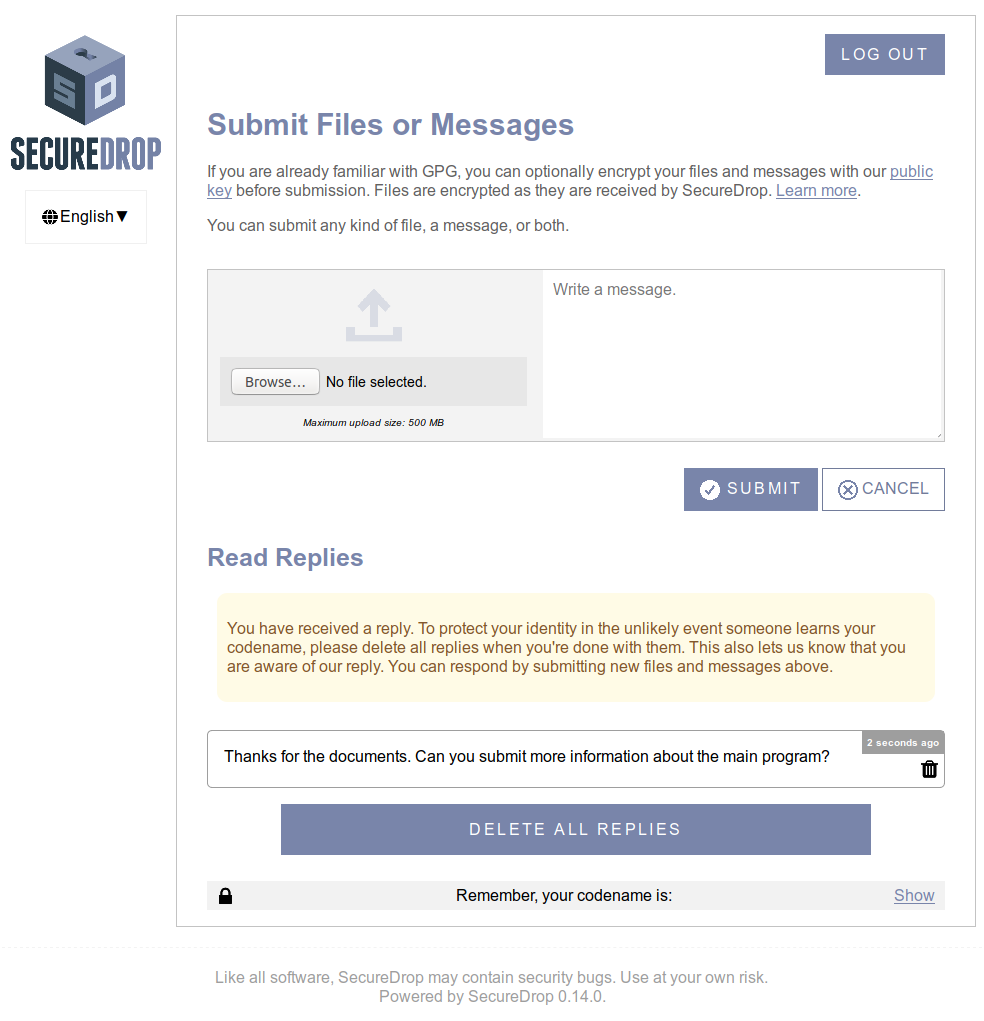 LOG OUT
SD
SECUREDROP
English▼
Submit Files or Messages
If you are already familiar with GPG, you can optionally encrypt your files and messages with our public
key before submission. Files are encrypted as they are received by SecureDrop. Learn more.
You can submit any kind of file, a message, or both.
Write a message.
Browse… No file selected.
Maximum upload size: 500 MB
SUBMIT CANCEL
Read Replies
You have received a reply. To protect your identity in the unlikely event someone learns your
codename, please delete all replies when you're done with them. This also lets us know that you
are aware of our reply. You can respond by submitting new files and messages above.
2 seconds ago
Thanks for the documents. Can you submit more information about the main program?
DELETE ALL REPLIES
Remember, your codename is: Show
Like all software, SecureDrop may contain security bugs. Use at your own risk.
Powered by SecureDrop 0.14.0.